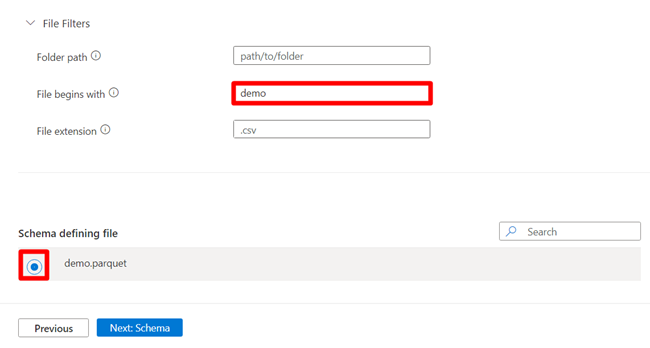 File Filters
Folder path path/to/folder
File begins with demo
File extension .csv
Schema defining file Search
demo.parquet
Previous Next: Schema